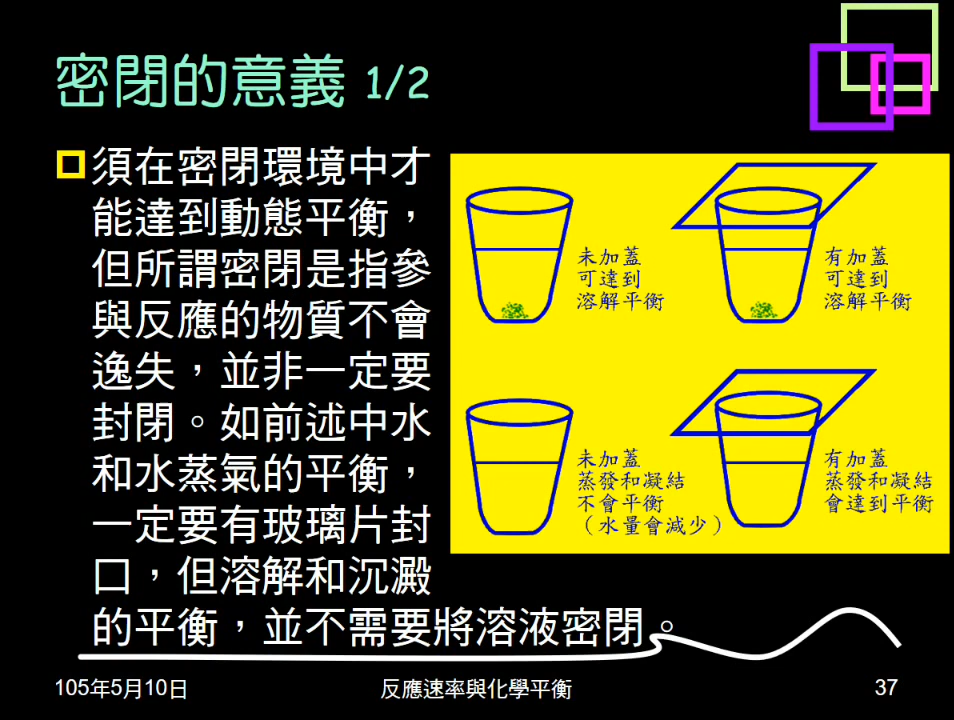 密閉的意義 1/2
須在密閉環境中才
能達到動態平衡，
但所謂密閉是指參
與反應的物質不會
逸失，並非一定要
封閉。如前述中水
和水蒸氣的平衡，
一定要有玻璃片封
口，但溶解和沉澱
的平衡，並不需要將溶液密閉。
未加蓋
可達到
溶解平衡
有加蓋
可達到
溶解平衡
未加蓋
蒸發和凝結
不會平衡
（水量會減少）
有加蓋
蒸發和凝結
會達到平衡
105年5月10日
反應速率與化學平衡
37